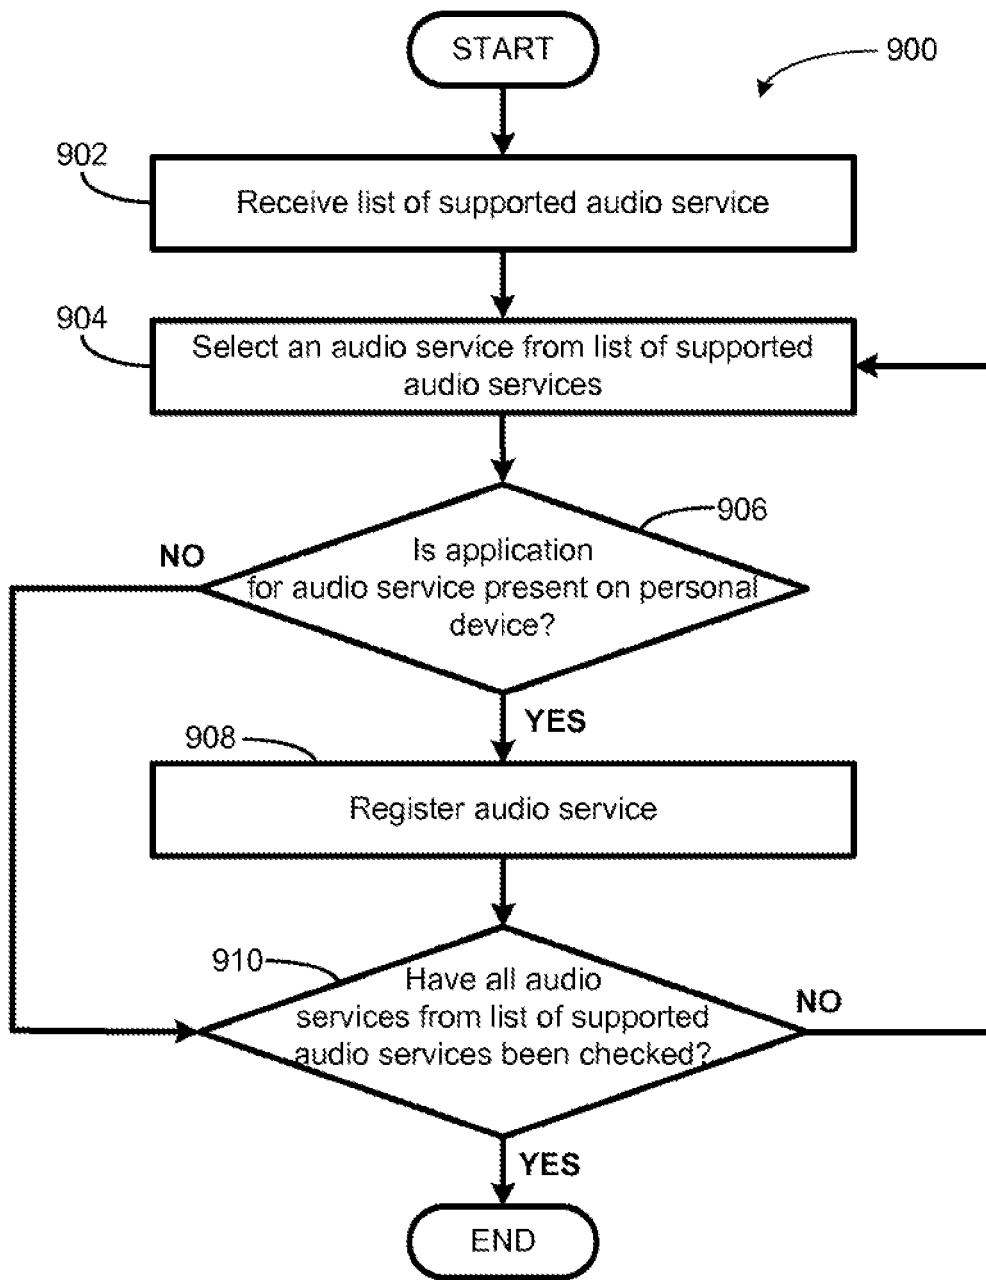 START
900
902
Receive list of supported audio service
904
Select an audio service from list of supported
audio services
906
NO
Is application
for audio service present on personal
device?
YES
908
Register audio service
910
Have all audio
services from list of supported
audio services been checked?
NO
YES
END